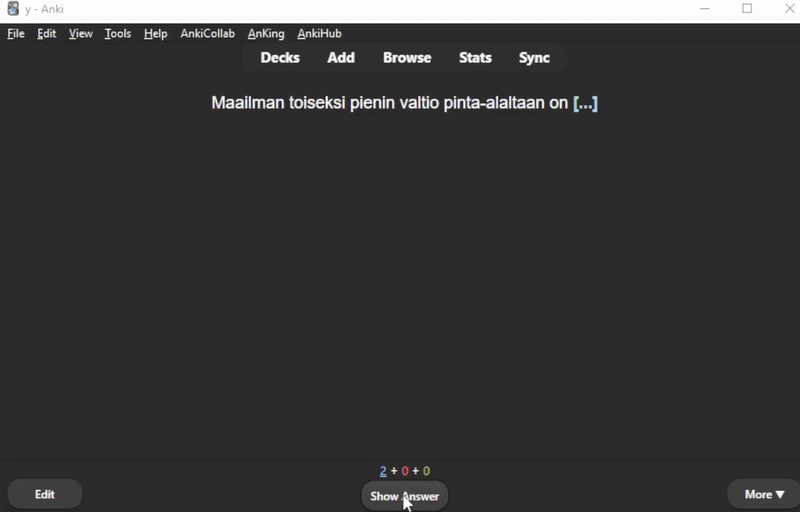 y - Anki
File Edit View Tools Help AnkiCollab AnKing AnkiHub
Decks Add Browse Stats Sync
Maailman toiseksi pienin valtio pinta-alaltaan on [...]
2 + 0 + 0
Edit Show Answer More ▼